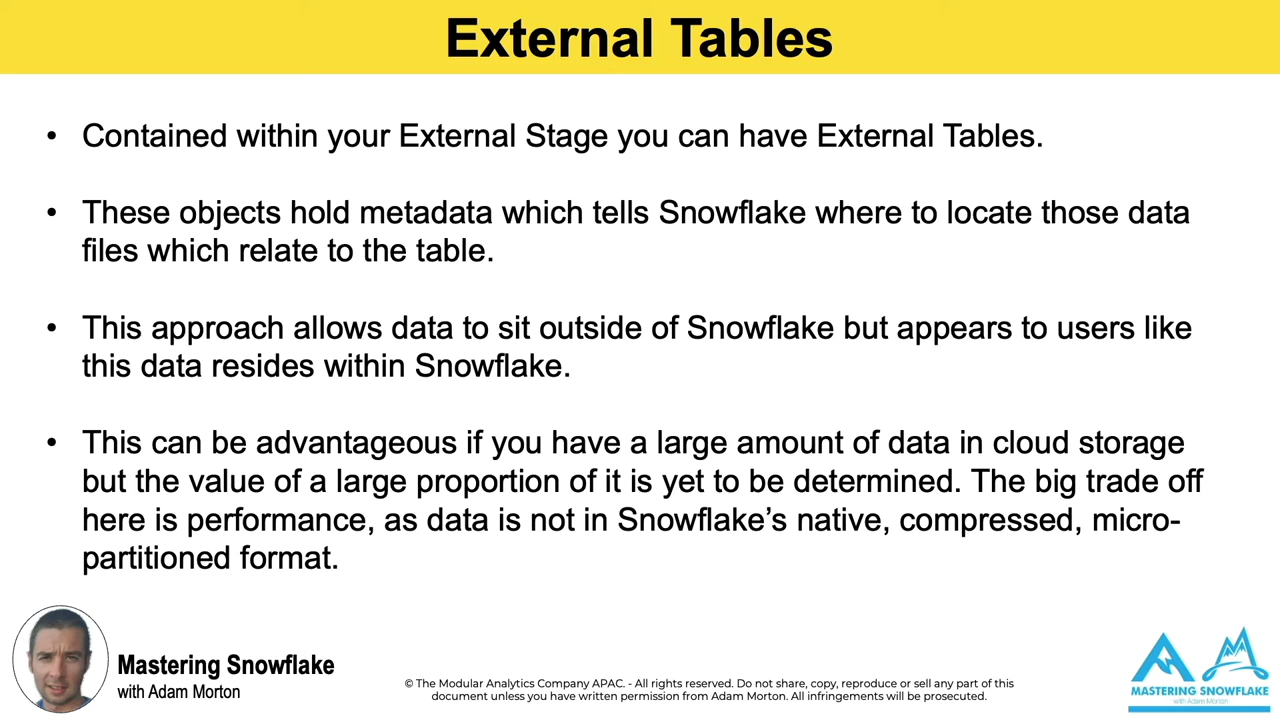 External Tables
• Contained within your External Stage you can have External Tables.
• These objects hold metadata which tells Snowflake where to locate those data
files which relate to the table.
• This approach allows data to sit outside of Snowflake but appears to users like
this data resides within Snowflake.
• This can be advantageous if you have a large amount of data in cloud storage
but the value of a large proportion of it is yet to be determined. The big trade off
here is performance, as data is not in Snowflake’s native, compressed, micro-
partitioned format.
Mastering Snowflake
with Adam Morton
© The Modular Analytics Company APAC. - All rights reserved. Do not share, copy, reproduce or sell any part of this
document unless you have written permission from Adam Morton. All infringements will be prosecuted.
MASTERING SNOWFLAKE
with Adam Morton